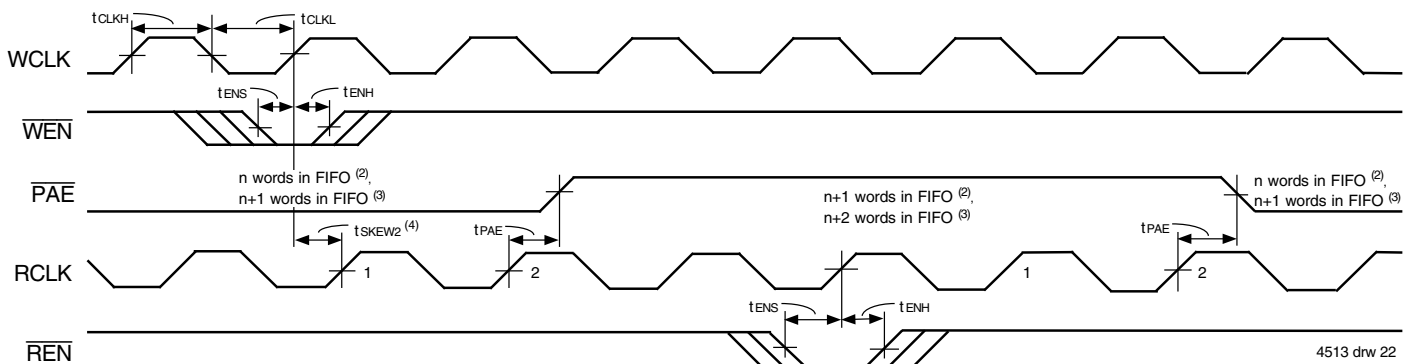 tCLKH
tCLKL
WCLK
tENS
tENH
WEN
PAE
n words in FIFO (2),
n+1 words in FIFO (3)
n+1 words in FIFO (2),
n+2 words in FIFO (3)
n words in FIFO (2),
n+1 words in FIFO (3)
tSKEW2 (4)
tPAE
tPAE
RCLK
1
2
1
2
tENS
tENH
REN
4513 drw 22